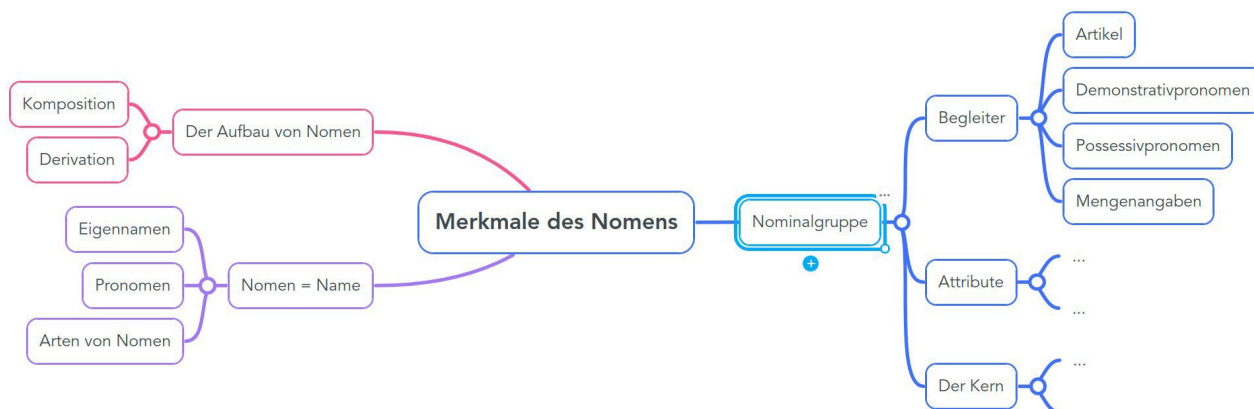 Merkmale des Nomens
Der Aufbau von Nomen
Komposition
Derivation
Nomen = Name
Eigennamen
Pronomen
Arten von Nomen
...
Nominalgruppe
Begleiter
Artikel
Demonstrativpronomen
Possessivpronomen
Mengenangaben
Attribute
...
...
Der Kern
...